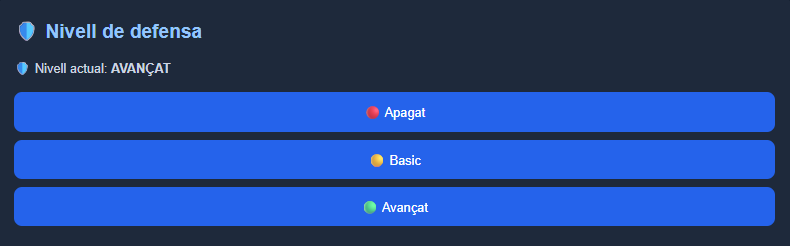 Nivell de defensa
Nivell actual: AVANÇAT
Apagat
Basic
Avançat